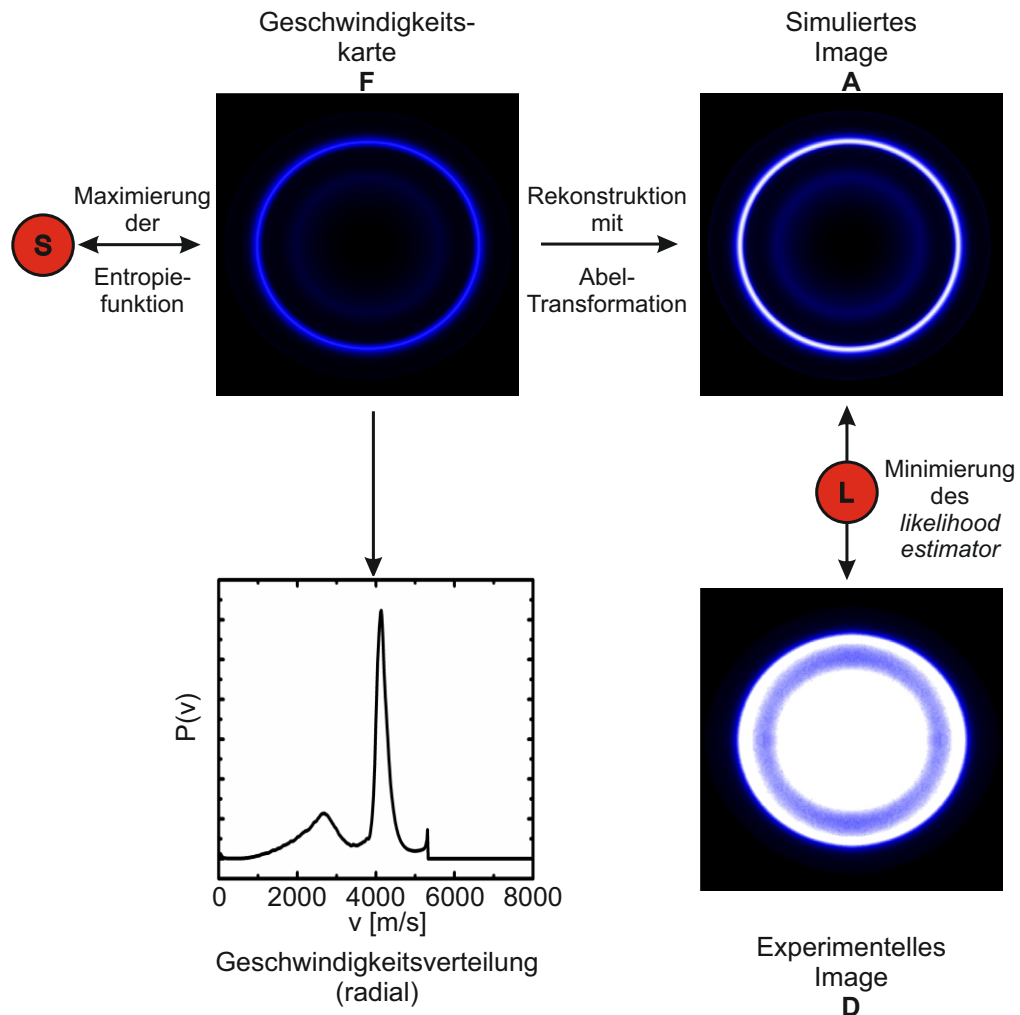 Geschwindigkeits-
karte
F
Simuliertes
Image
A
S
Maximierung
der
Entropie-
funktion
Rekonstruktion
mit
Abel-
Transformation
L
Minimierung
des
likelihood
estimator
P(v)
0 2000 4000 6000 8000
v [m/s]
Geschwindigkeitsverteilung
(radial)
Experimentelles
Image
D